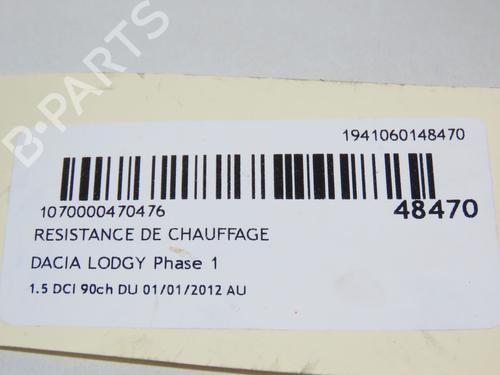 B-PARTS
1941060148470
1070000470476
48470
RESISTANCE DE CHAUFFAGE
DACIA LODGY Phase 1
1.5 DCI 90ch DU 01/01/2012 AU